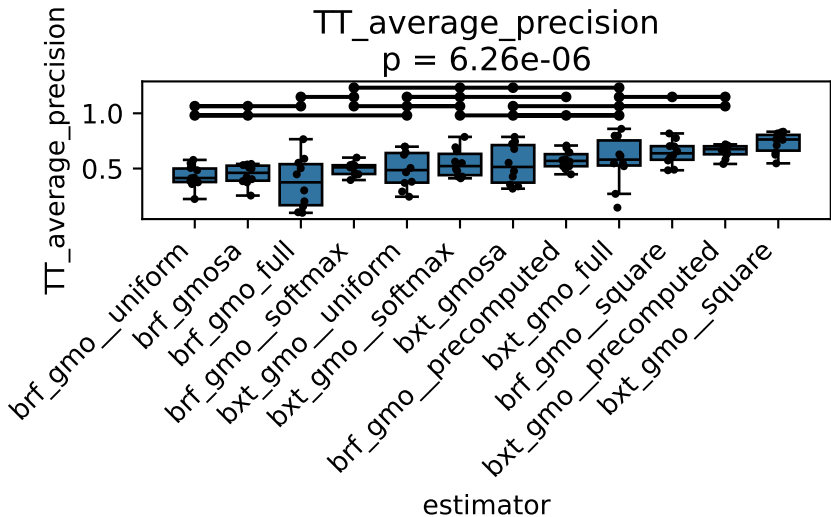 TT_average_precision
p = 6.26e-06
TT_average_precision
1.0
0.5
brf_gmo__uniform
brf_gmosa
brf_gmo_full
brf_gmo__softmax
bxt_gmo__uniform
bxt_gmo__softmax
bxt_gmosa
brf_gmo__precomputed
bxt_gmo_full
brf_gmo__square
bxt_gmo__precomputed
bxt_gmo__square
estimator